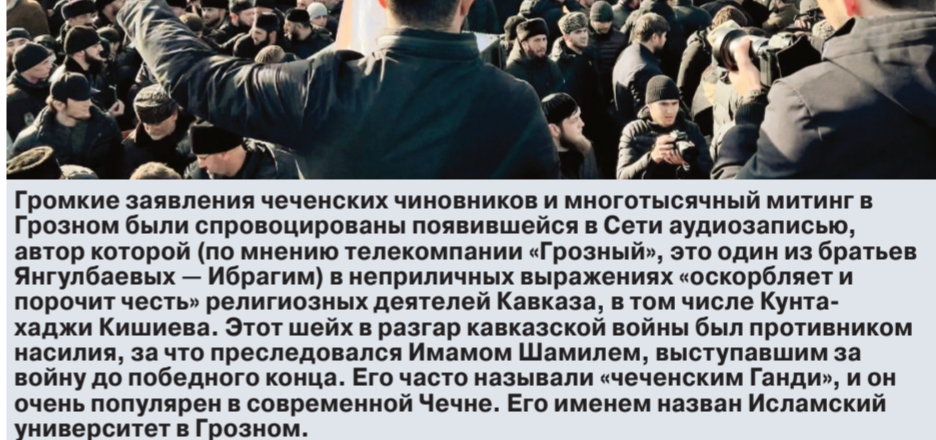 Громкие заявления чеченских чиновников и многотысячный митинг в
Грозном были спровоцированы появившейся в Сети аудиозаписью,
автор которой (по мнению телекомпании «Грозный», это один из братьев
Янгулбаевых — Ибрагим) в неприличных выражениях «оскорбляет и
порочит честь» религиозных деятелей Кавказа, в том числе Кунта-
хаджи Кишиева. Этот шейх в разгар кавказской войны был противником
насилия, за что преследовался Имамом Шамилем, выступавшим за
войну до победного конца. Его часто называли «чеченским Ганди», и он
очень популярен в современной Чечне. Его именем назван Исламский
университет в Грозном.